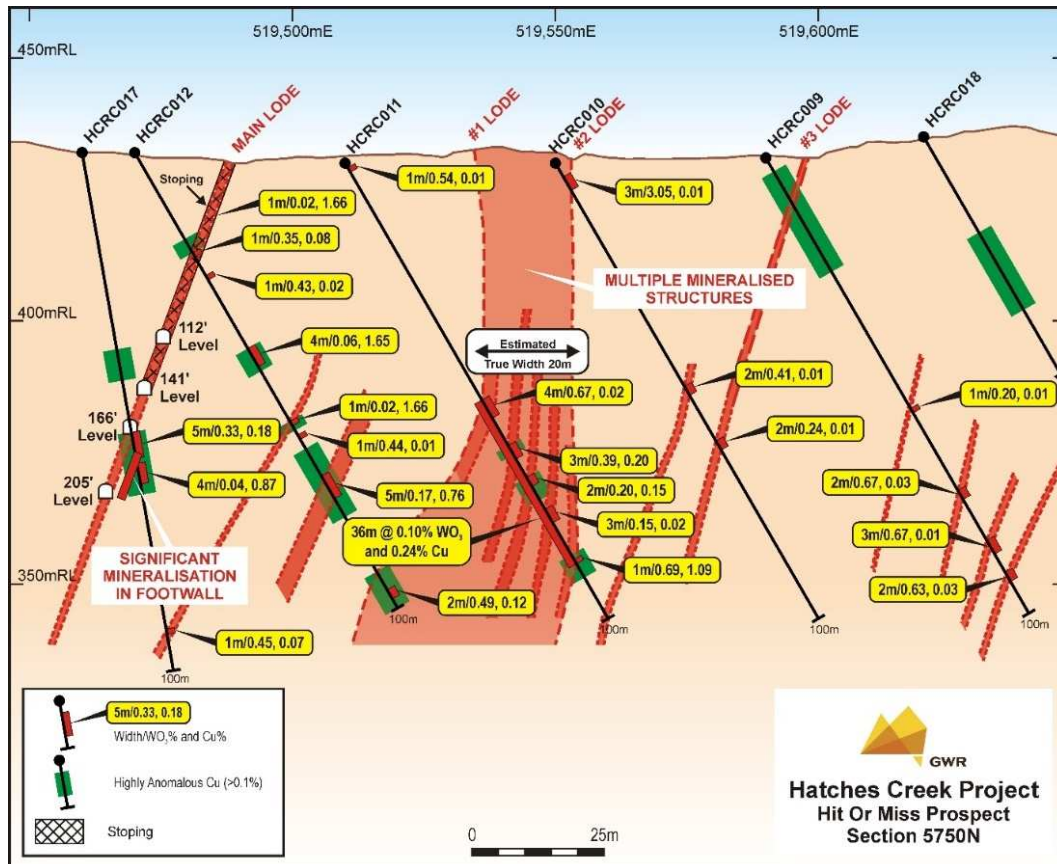 519,500mE
519,550mE
519,600mE
450mRL
HCRC017
HCRC012
MAIN LODE
HCRC011
#1 LODE
HCRC010
#2 LODE
HCRC009
#3 LODE
HCRC018
Stoping
1m/0.02, 1.66
1m/0.35, 0.08
1m/0.43, 0.02
1m/0.54, 0.01
3m/3.05, 0.01
MULTIPLE MINERALISED
STRUCTURES
400mRL
112'
Level
141'
Level
166'
Level
205'
Level
4m/0.06, 1.65
Estimated
True Width 20m
4m/0.67, 0.02
2m/0.41, 0.01
1m/0.20, 0.01
1m/0.02, 1.66
1m/0.44, 0.01
5m/0.33, 0.18
4m/0.04, 0.87
3m/0.39, 0.20
2m/0.24, 0.01
2m/0.20, 0.15
2m/0.67, 0.03
5m/0.17, 0.76
3m/0.15, 0.02
36m @ 0.10% WO₃
and 0.24% Cu
3m/0.67, 0.01
1m/0.69, 1.09
2m/0.63, 0.03
SIGNIFICANT
MINERALISATION
IN FOOTWALL
350mRL
2m/0.49, 0.12
100m
100m
100m
100m
1m/0.45, 0.07
100m
5m/0.33, 0.18
Width/WO₃% and Cu%
Highly Anomalous Cu (>0.1%)
Stoping
0
25m
GWR
Hatches Creek Project
Hit Or Miss Prospect
Section 5750N